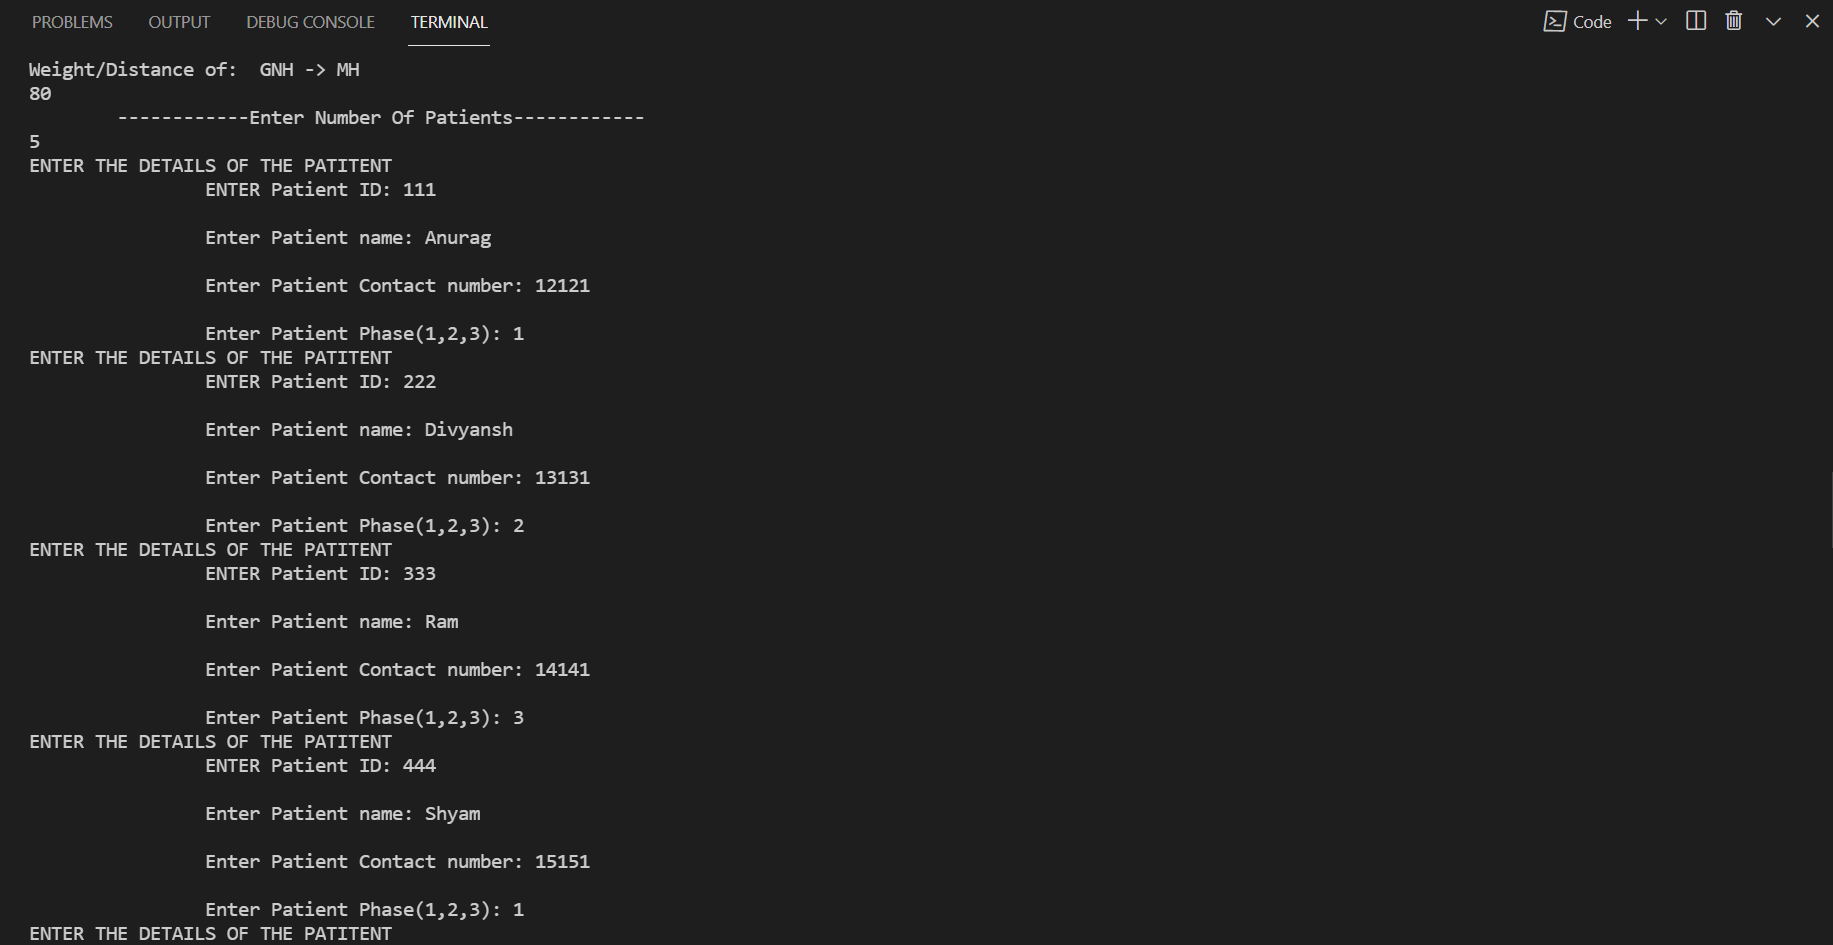 PROBLEMS OUTPUT DEBUG CONSOLE TERMINAL Code
Weight/Distance of:  GNH -> MH
80
------------Enter Number Of Patients------------
5
ENTER THE DETAILS OF THE PATITENT
ENTER Patient ID: 111
Enter Patient name: Anurag
Enter Patient Contact number: 12121
Enter Patient Phase(1,2,3): 1
ENTER THE DETAILS OF THE PATITENT
ENTER Patient ID: 222
Enter Patient name: Divyansh
Enter Patient Contact number: 13131
Enter Patient Phase(1,2,3): 2
ENTER THE DETAILS OF THE PATITENT
ENTER Patient ID: 333
Enter Patient name: Ram
Enter Patient Contact number: 14141
Enter Patient Phase(1,2,3): 3
ENTER THE DETAILS OF THE PATITENT
ENTER Patient ID: 444
Enter Patient name: Shyam
Enter Patient Contact number: 15151
Enter Patient Phase(1,2,3): 1
ENTER THE DETAILS OF THE PATITENT